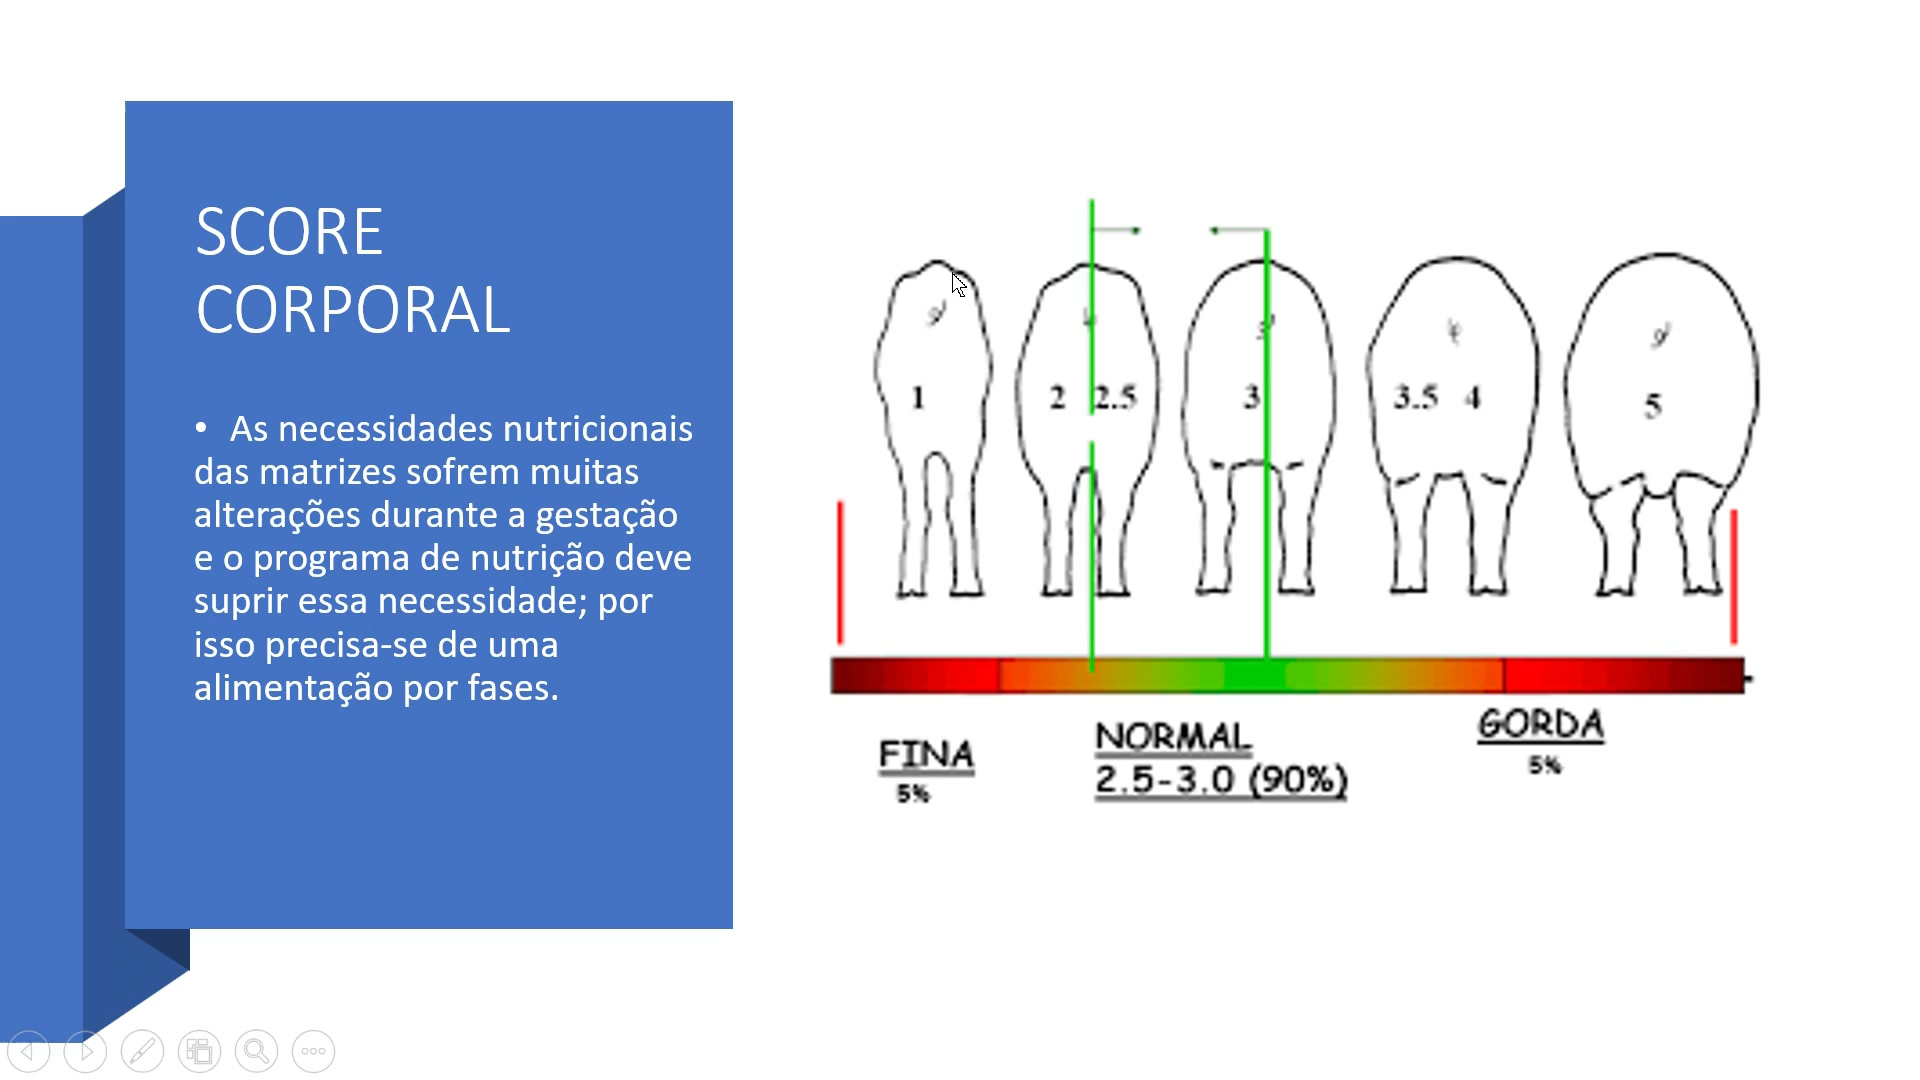 SCORE
CORPORAL
• As necessidades nutricionais
das matrizes sofrem muitas
alterações durante a gestação
e o programa de nutrição deve
suprir essa necessidade; por
isso precisa-se de uma
alimentação por fases.
1
2 2.5
3
3.5 4
5
FINA
5%
NORMAL
2.5-3.0 (90%)
GORDA
5%